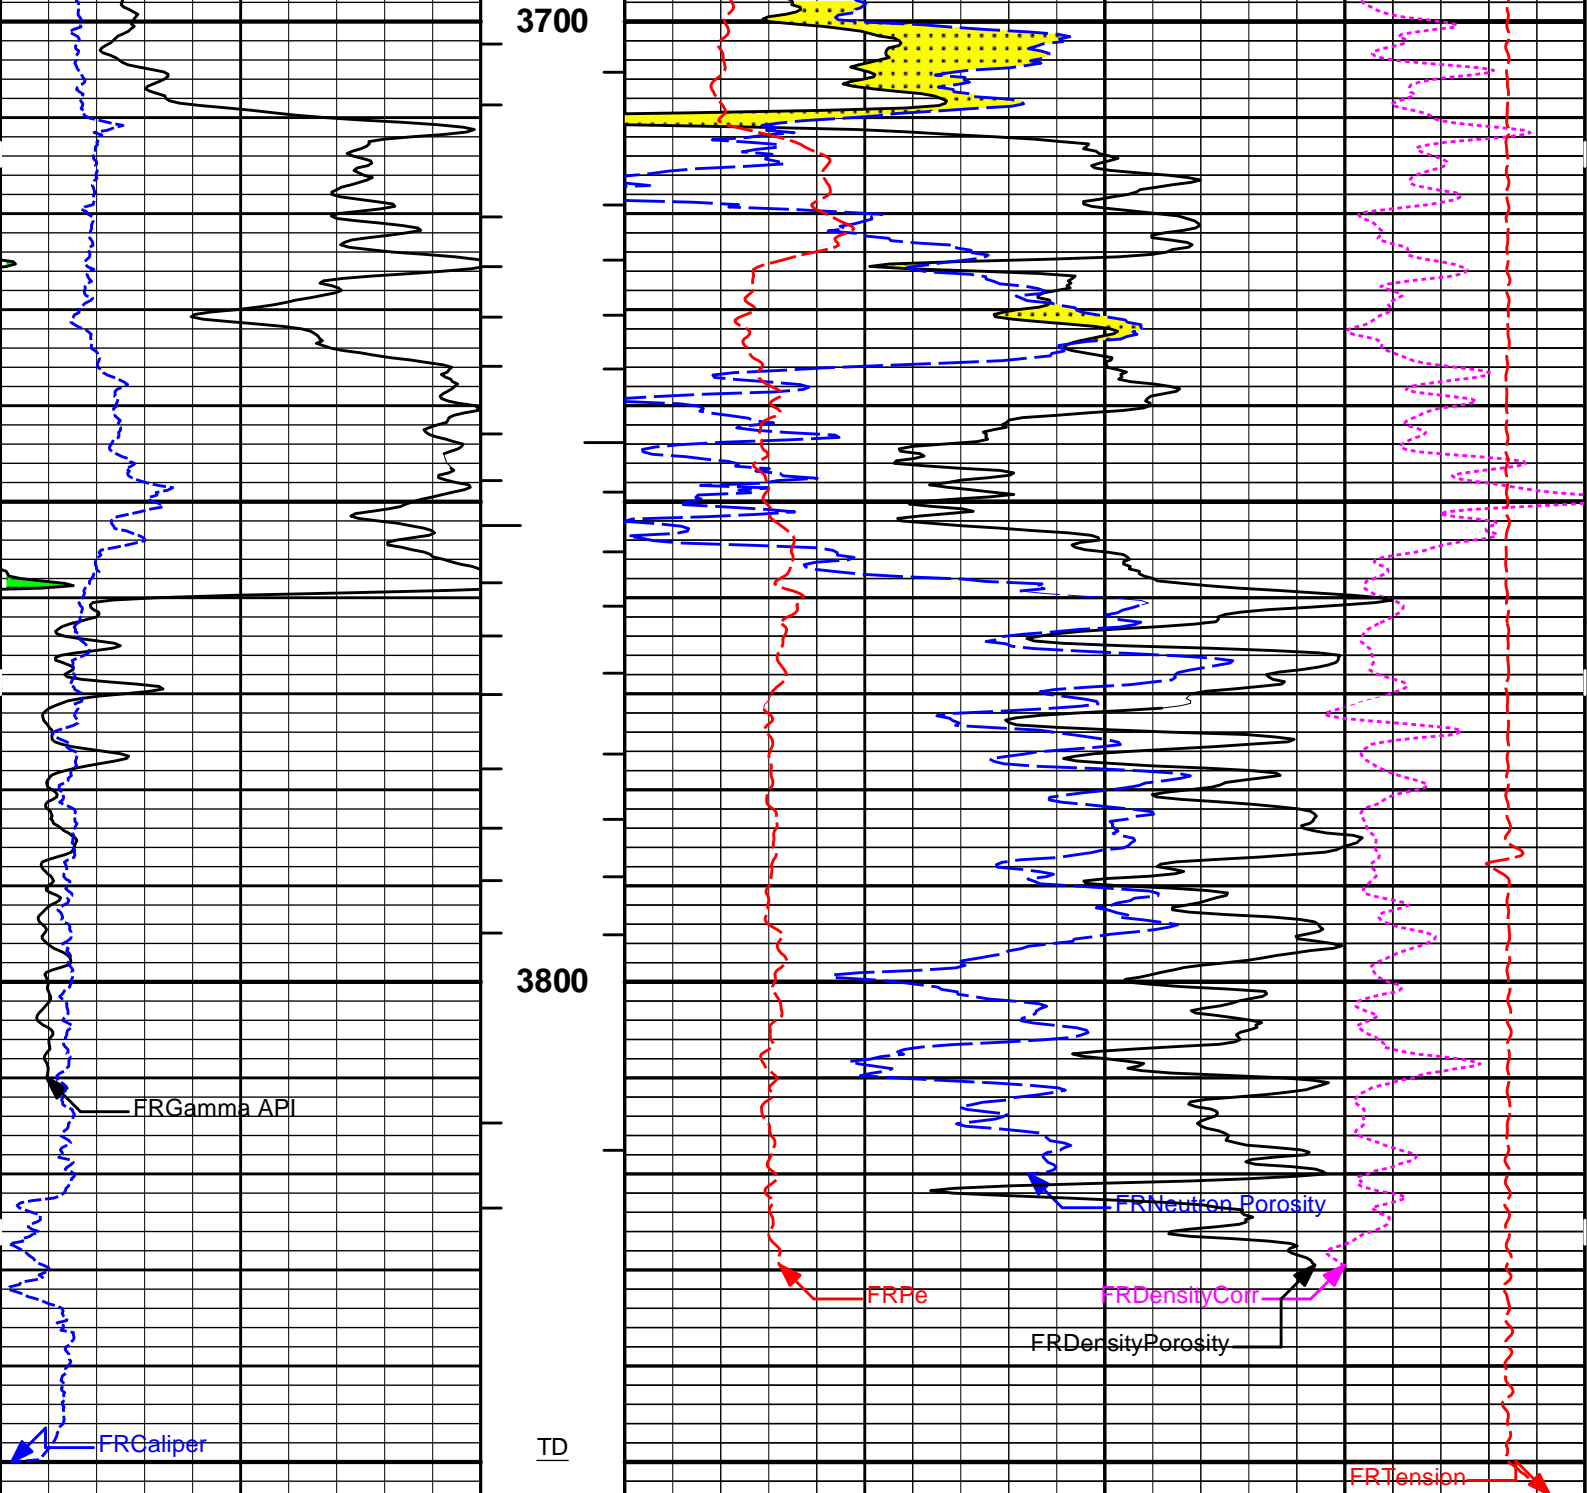 3700
3800
FRGamma API
FRNeutron Porosity
FRPe
FRDensityCorr
FRDensityPorosity
FRCaliper
TD
FRTension